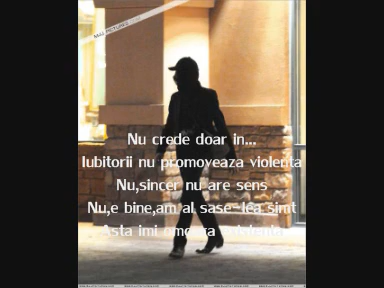 Nu crede doar in...
Iubitorii nu promoveaza violenta
Nu,sincer nu are sens
Nu,e bine,am al sase-lea simt
Asta imi omoara